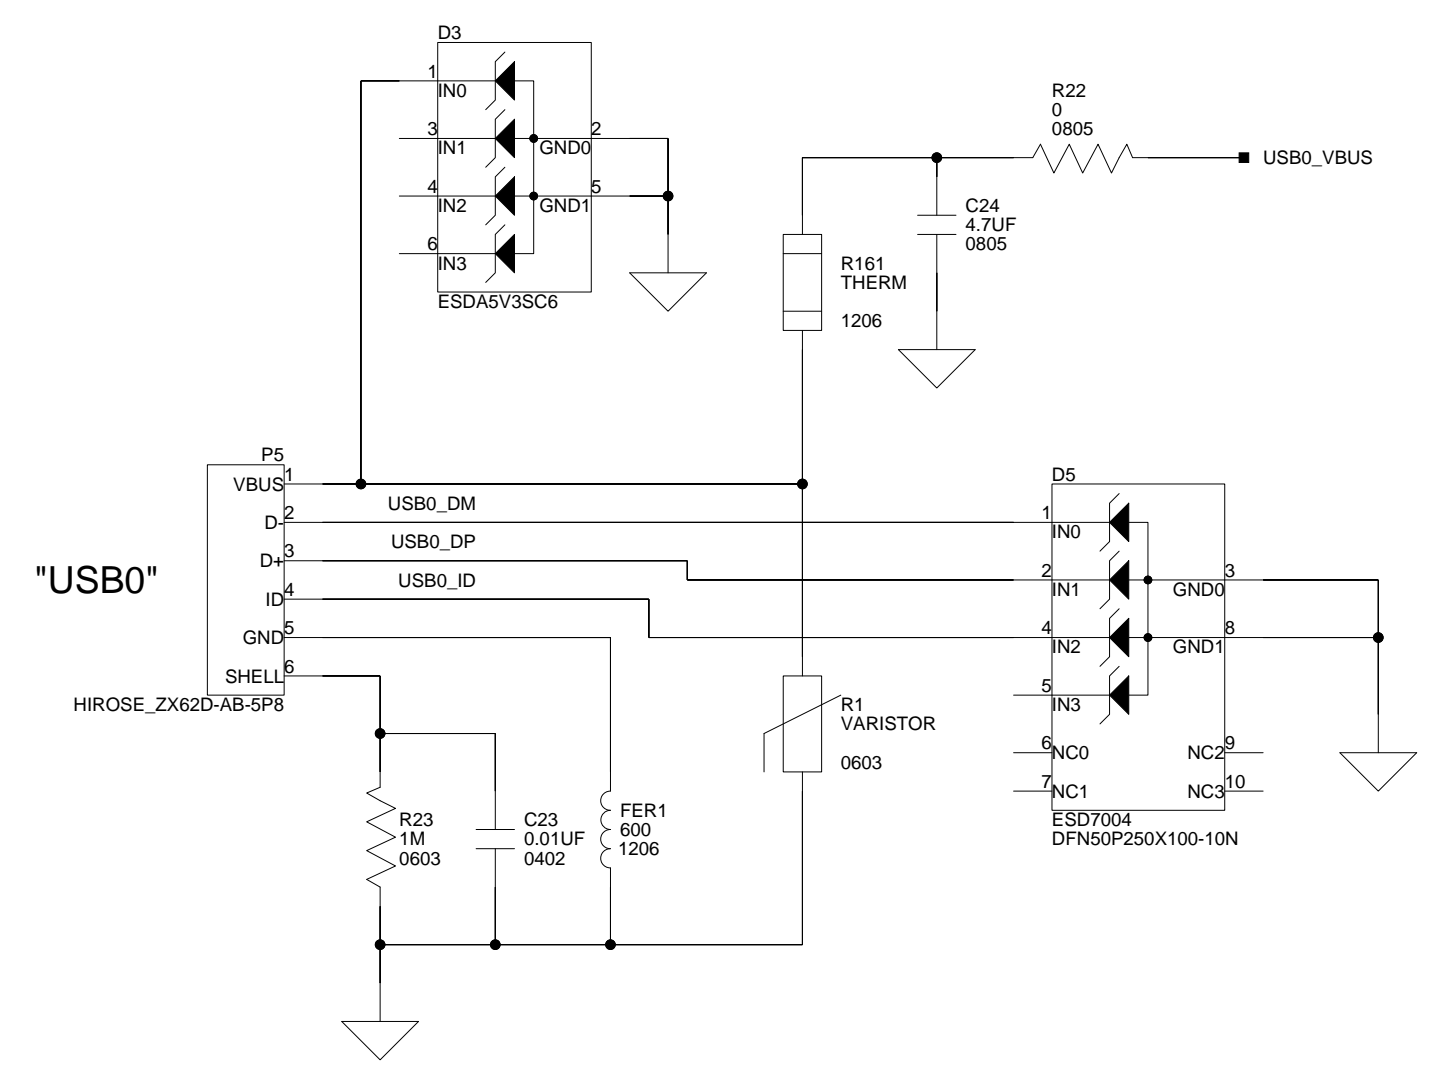 D3
1
IN0
3
IN1
4
IN2
6
IN3
2
GND0
5
GND1
ESDA5V3SC6
R22
0
0805
USB0_VBUS
C24
4.7UF
0805
R161
THERM
1206
"USB0"
P5
VBUS 1
D- 2
D+ 3
ID 4
GND 5
SHELL 6
HIROSE_ZX62D-AB-5P8
USB0_DM
USB0_DP
USB0_ID
D5
1
IN0
2
IN1
4
IN2
5
IN3
6
NC0
7
NC1
3
GND0
8
GND1
9
NC2
10
NC3
ESD7004
DFN50P250X100-10N
R1
VARISTOR
0603
R23
1M
0603
C23
0.01UF
0402
FER1
600
1206